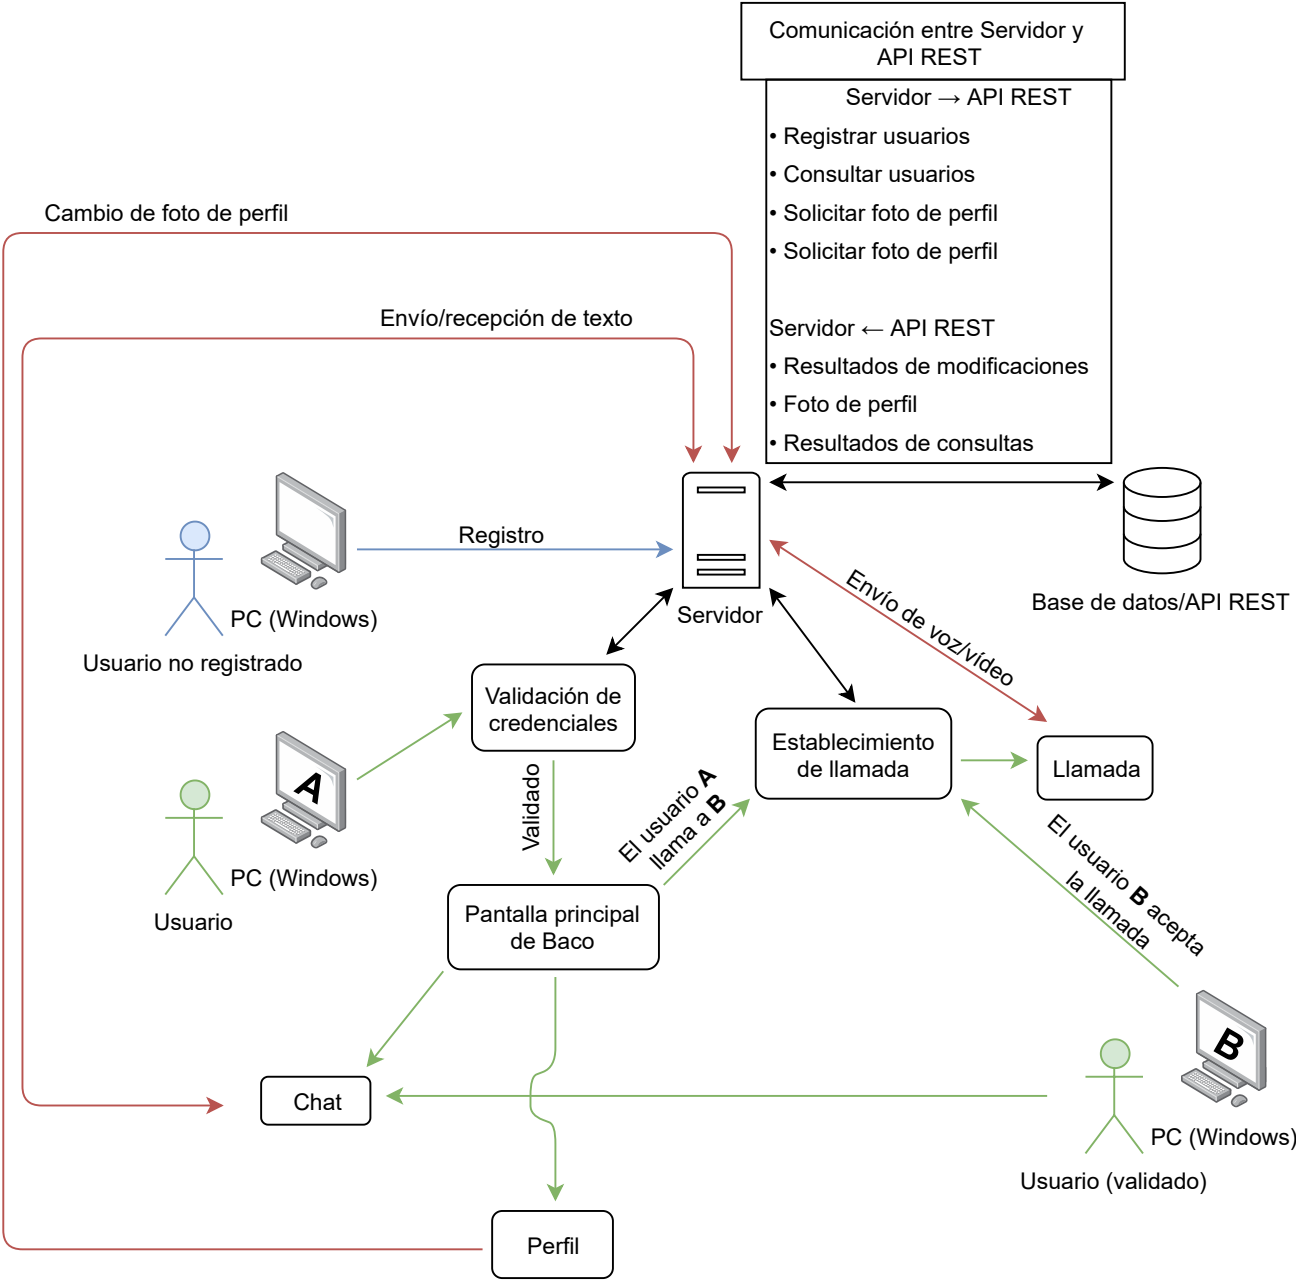 Comunicación entre Servidor y
API REST
Servidor → API REST
• Registrar usuarios
• Consultar usuarios
• Solicitar foto de perfil
• Solicitar foto de perfil
Servidor ← API REST
• Resultados de modificaciones
• Foto de perfil
• Resultados de consultas
Cambio de foto de perfil
Envío/recepción de texto
Registro
PC (Windows)
Usuario no registrado
Servidor
Base de datos/API REST
Envío de voz/vídeo
Validación de
credenciales
Establecimiento
de llamada
Llamada
A
PC (Windows)
Usuario
Validado
El usuario A
llama a B
El usuario B acepta
la llamada
Pantalla principal
de Baco
B
PC (Windows)
Usuario (validado)
Chat
Perfil